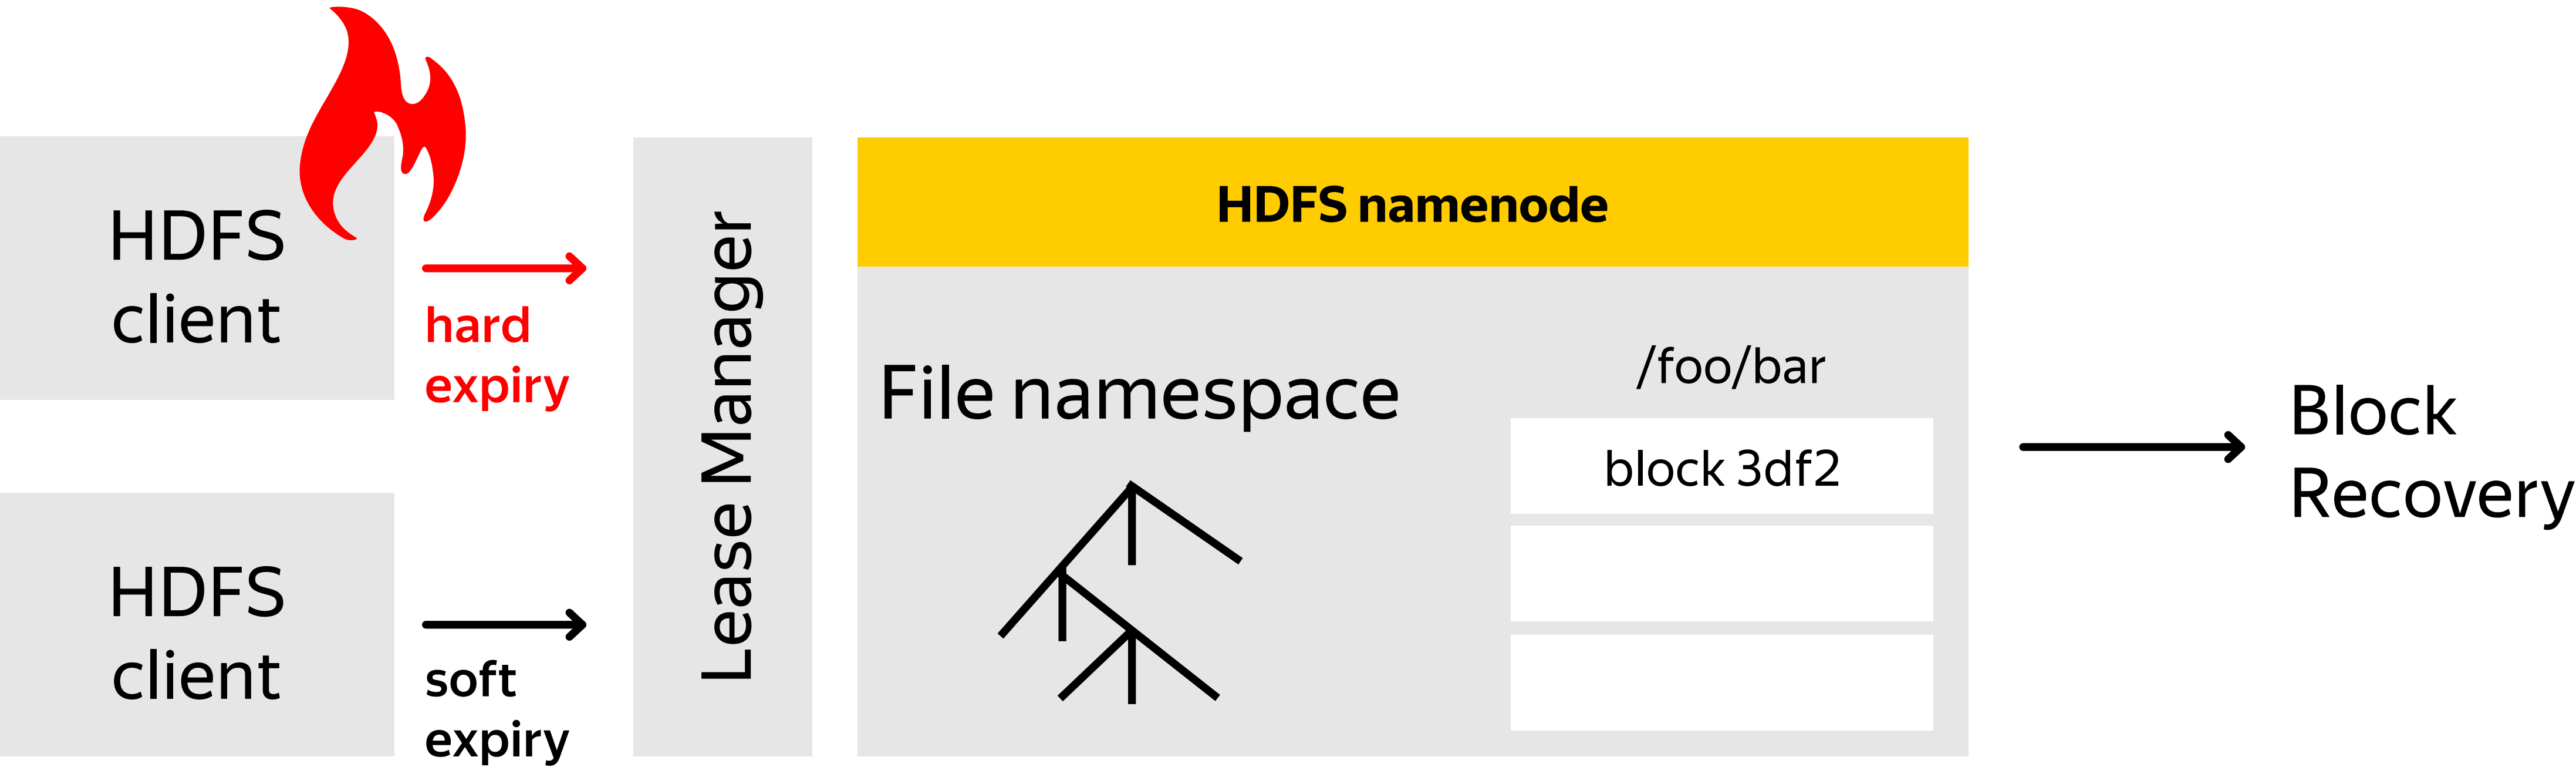 HDFS
client
hard
expiry
HDFS
client
soft
expiry
Lease Manager
HDFS namenode
File namespace
/foo/bar
block 3df2
Block
Recovery